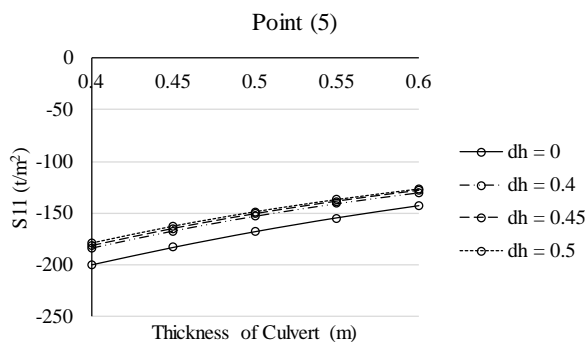 Point (5)
0
0.4 0.45 0.5 0.55 0.6
-50
-100
-150
-200
-250
S11 (t/m²)
Thickness of Culvert (m)
dh = 0
dh = 0.4
dh = 0.45
dh = 0.5